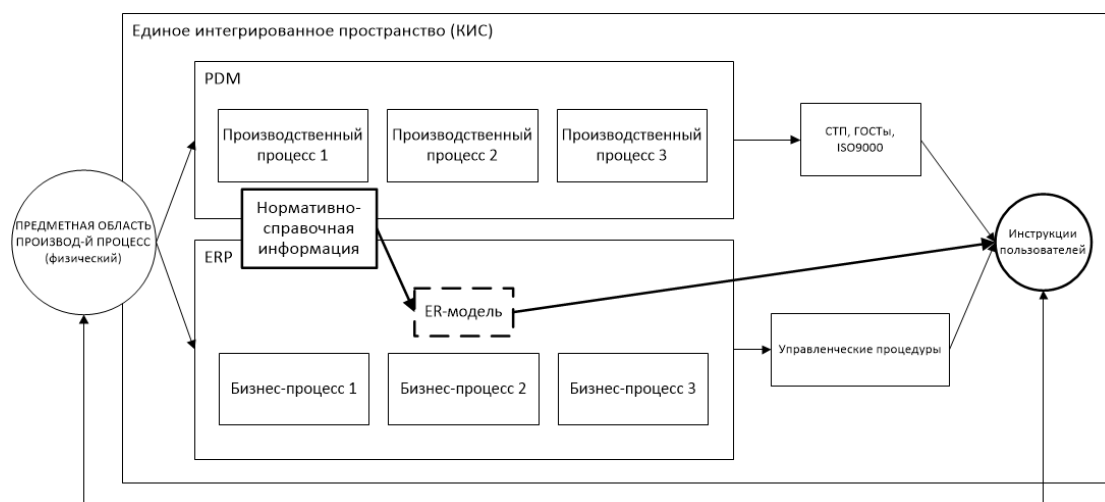 Единое интегрированное пространство (КИС)
PDM
Производственный
процесс 1
Производственный
процесс 2
Производственный
процесс 3
СТП, ГОСТы,
ISO9000
ПРЕДМЕТНАЯ ОБЛАСТЬ
ПРОИЗВОД-Й ПРОЦЕСС
(физический)
Нормативно-
справочная
информация
Инструкции
пользователей
ERP
ER-модель
Управленческие процедуры
Бизнес-процесс 1
Бизнес-процесс 2
Бизнес-процесс 3